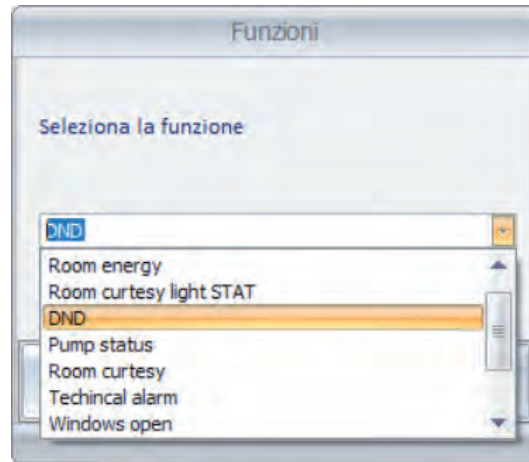 Funzioni
Seleziona la funzione
DND
Room energy
Room curtesy light STAT
DND
Pump status
Room curtesy
Techincal alarm
Windows open